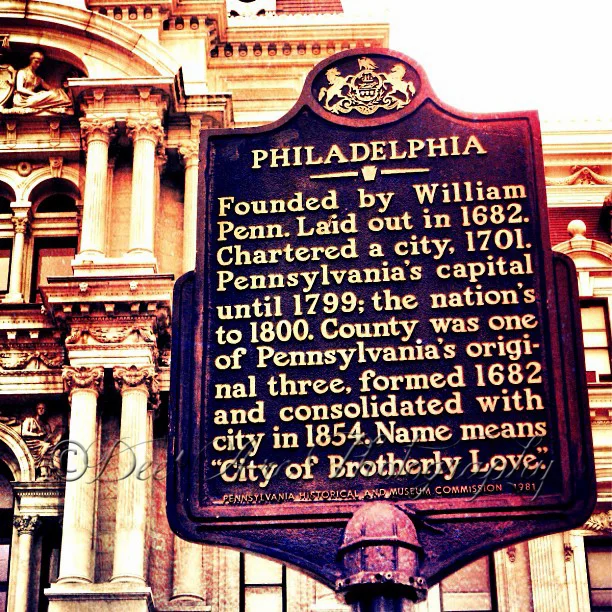 PHILADELPHIA
Founded by William
Penn. Laid out in 1682.
Chartered a city, 1701.
Pennsylvania's capital
until 1799; the nation's
to 1800. County was one
of Pennsylvania's origi-
nal three, formed 1682
and consolidated with
city in 1854. Name means
"City of Brotherly Love."
PENNSYLVANIA HISTORICAL AND MUSEUM COMMISSION 1981